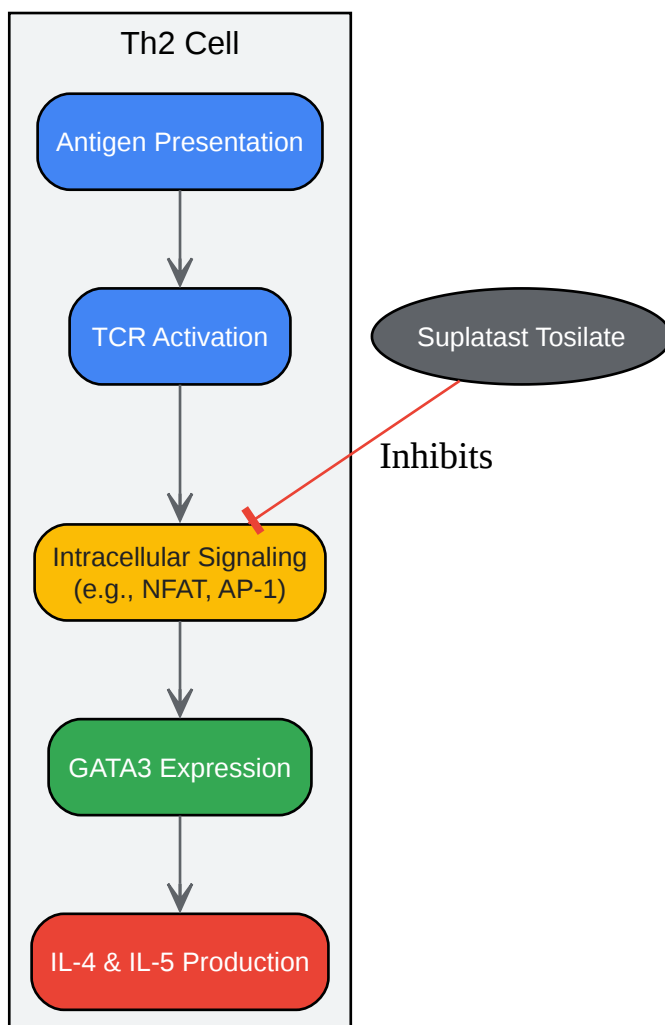 Th2 Cell
Antigen Presentation
TCR Activation
Suplatast Tosilate
Inhibits
Intracellular Signaling
(e.g., NFAT, AP-1)
GATA3 Expression
IL-4 & IL-5 Production